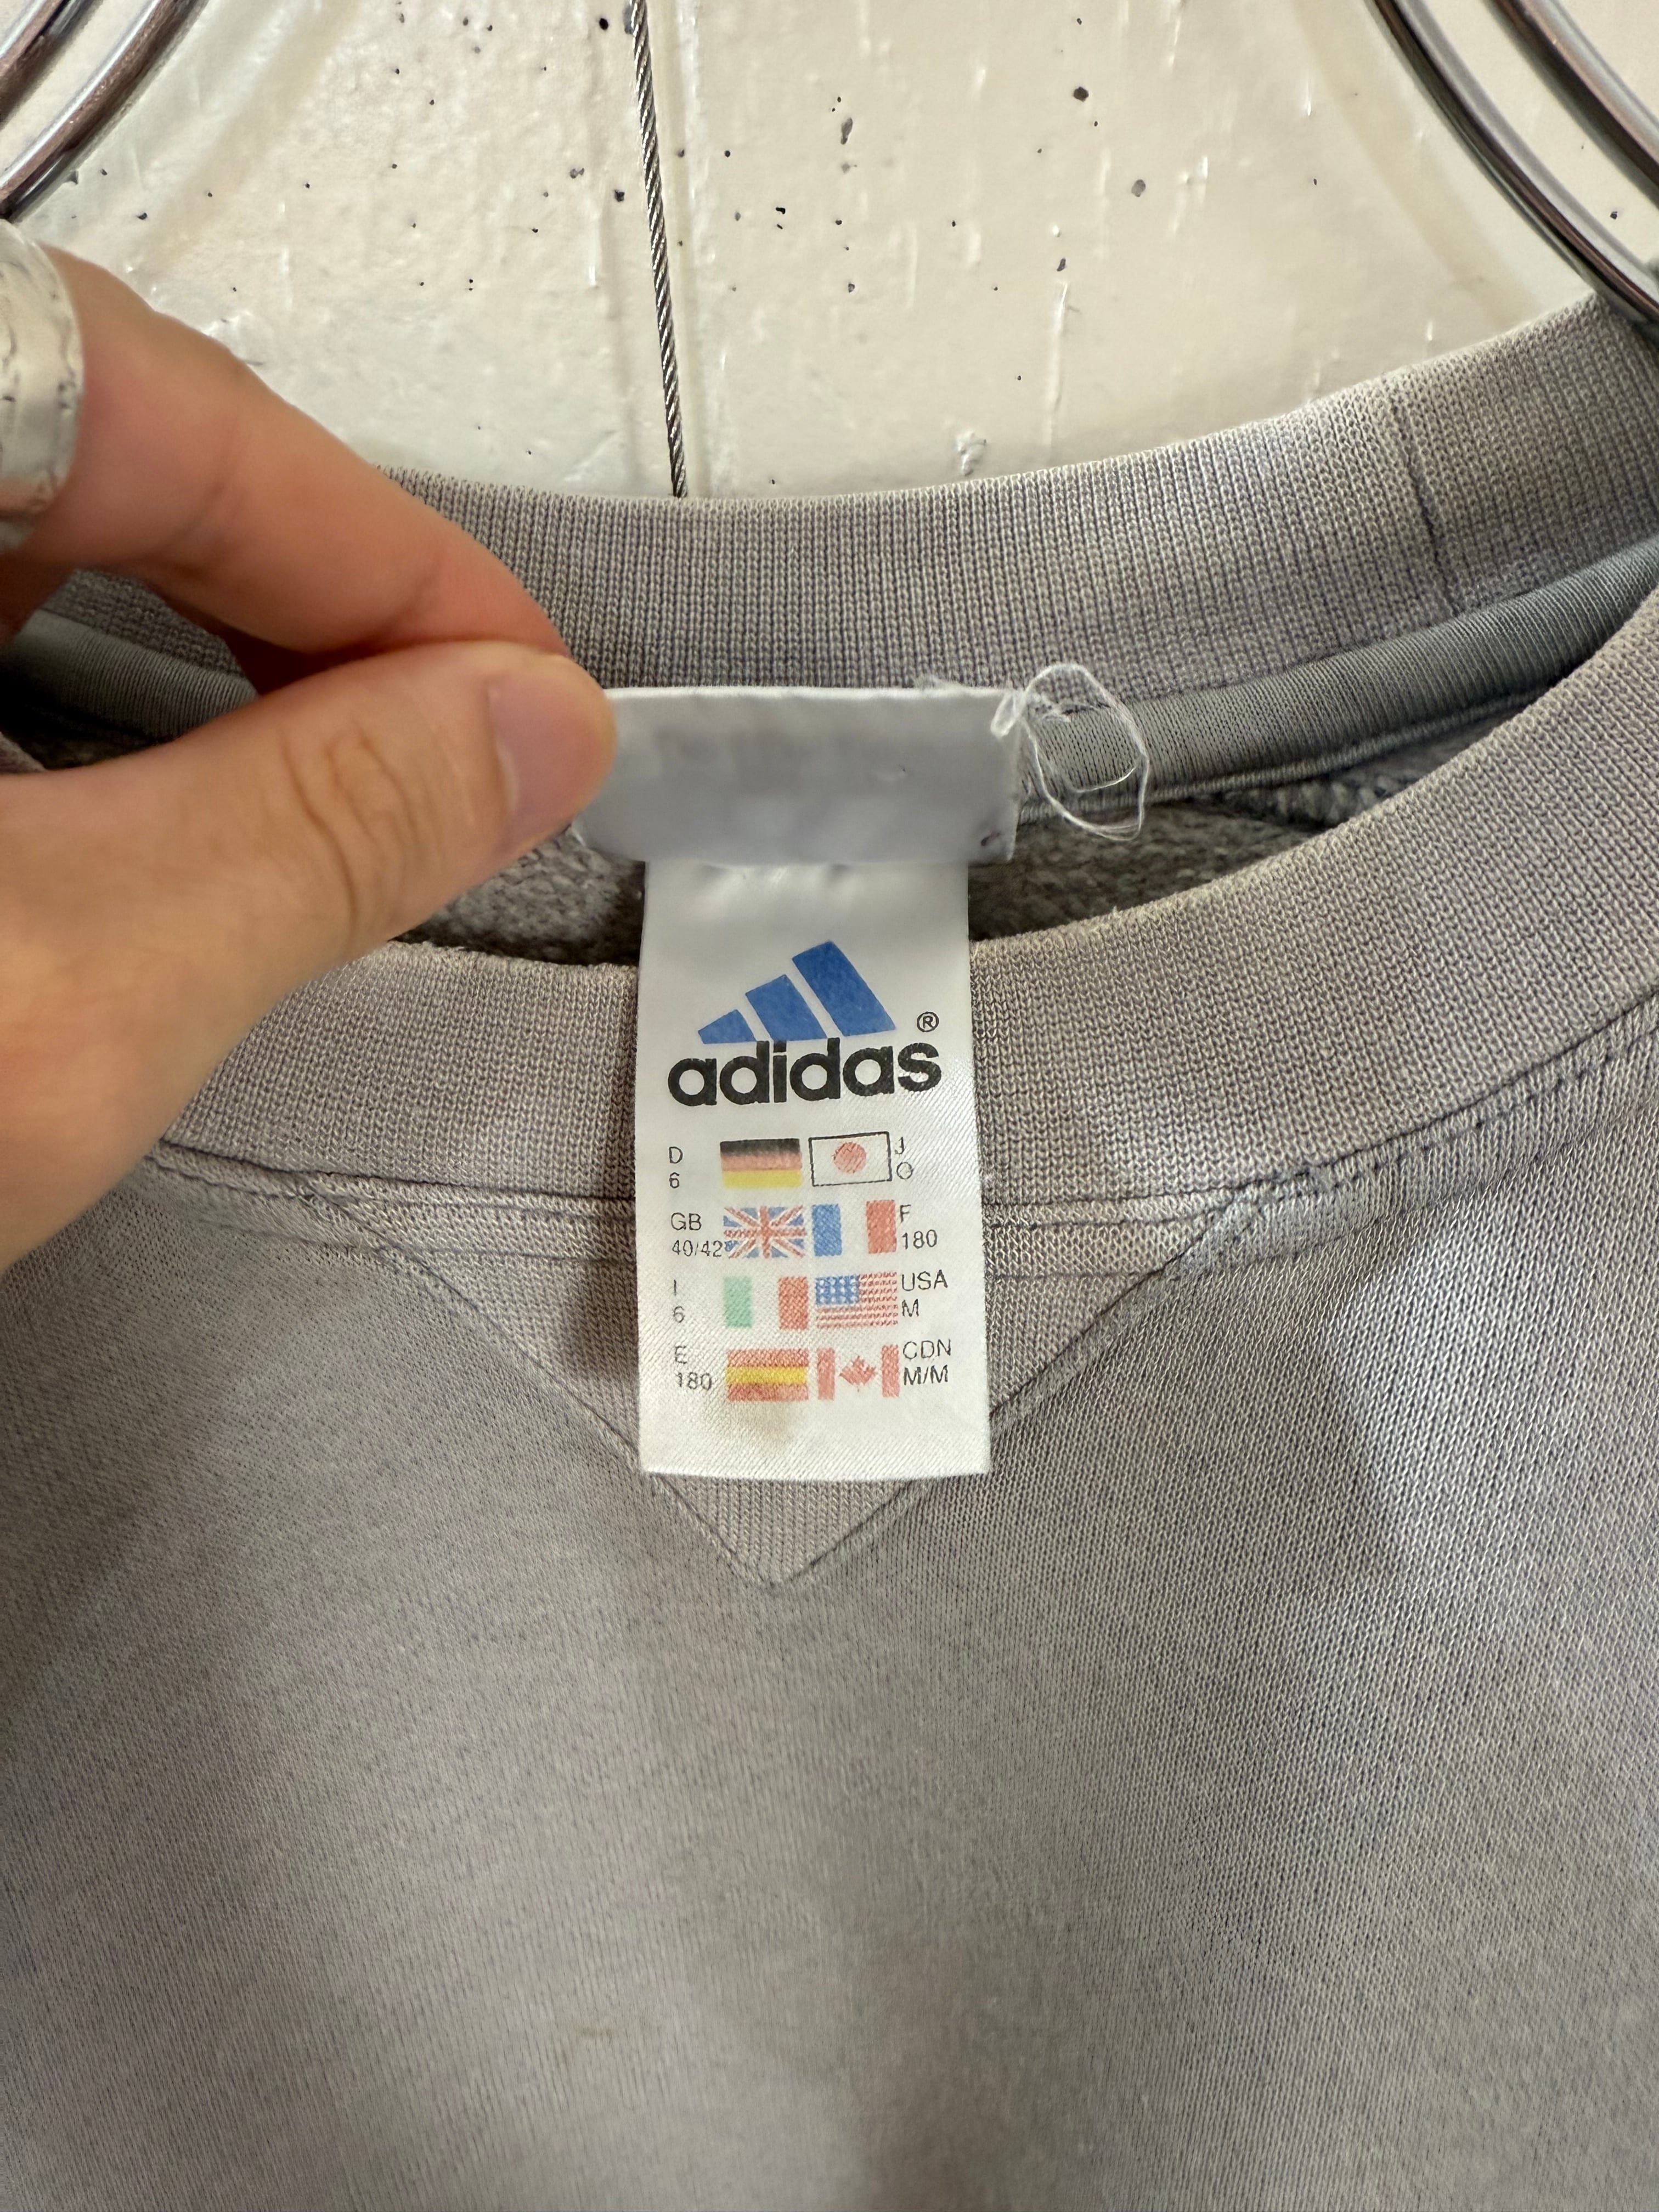 adidas®
D J
6 O
GB F
40/42 180
I USA
6 M
E CDN
180 M/M